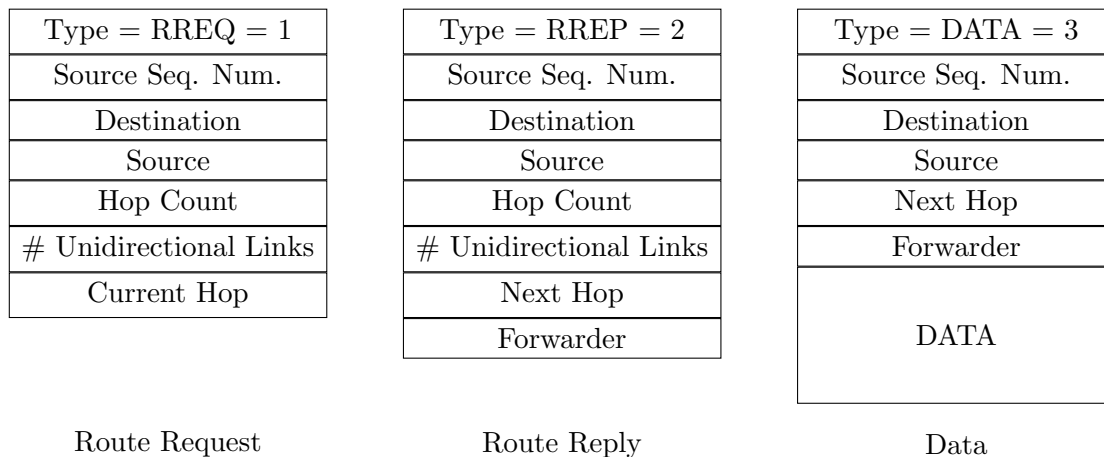 Type = RREQ = 1
Source Seq. Num.
Destination
Source
Hop Count
# Unidirectional Links
Current Hop
Route Request
Type = RREP = 2
Source Seq. Num.
Destination
Source
Hop Count
# Unidirectional Links
Next Hop
Forwarder
Route Reply
Type = DATA = 3
Source Seq. Num.
Destination
Source
Next Hop
Forwarder
DATA
Data